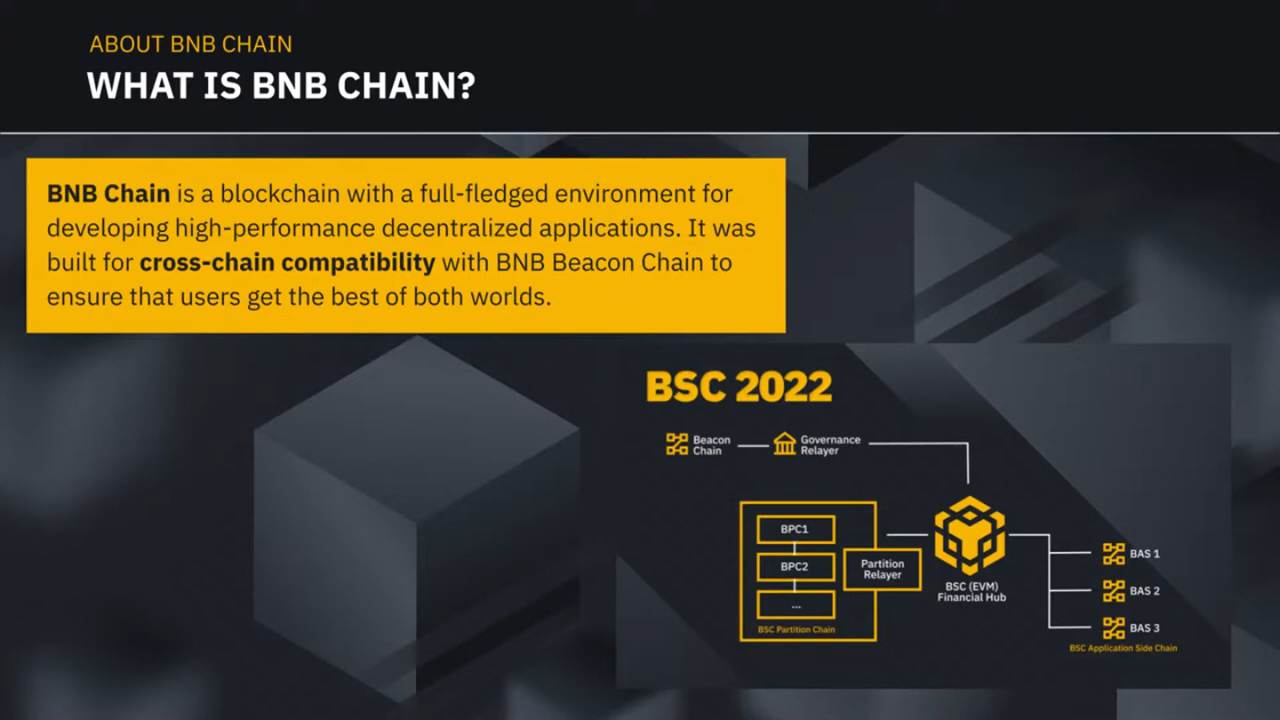 ABOUT BNB CHAIN
WHAT IS BNB CHAIN?
BNB Chain is a blockchain with a full-fledged environment for
developing high-performance decentralized applications. It was
built for cross-chain compatibility with BNB Beacon Chain to
ensure that users get the best of both worlds.
BSC 2022
Beacon
Chain
Governance
Relayer
BPC1
BPC2
...
BSC Partition Chain
Partition
Relayer
BSC (EVM)
Financial Hub
BAS 1
BAS 2
BAS 3
BSC Application Side Chain